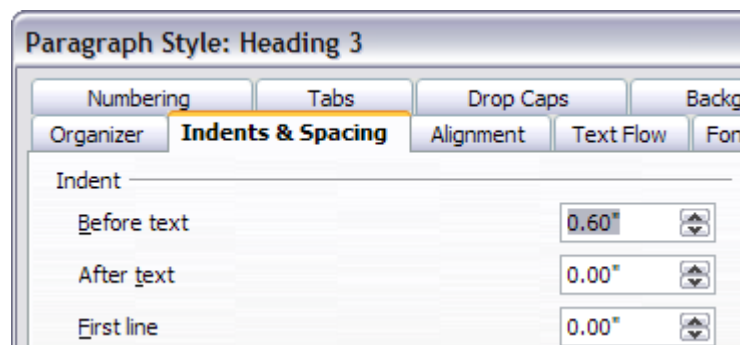 Paragraph Style: Heading 3
Numbering Tabs Drop Caps
Organizer Indents & Spacing Alignment Text Flow
Indent
Before text 0.60"
After text 0.00"
First line 0.00"